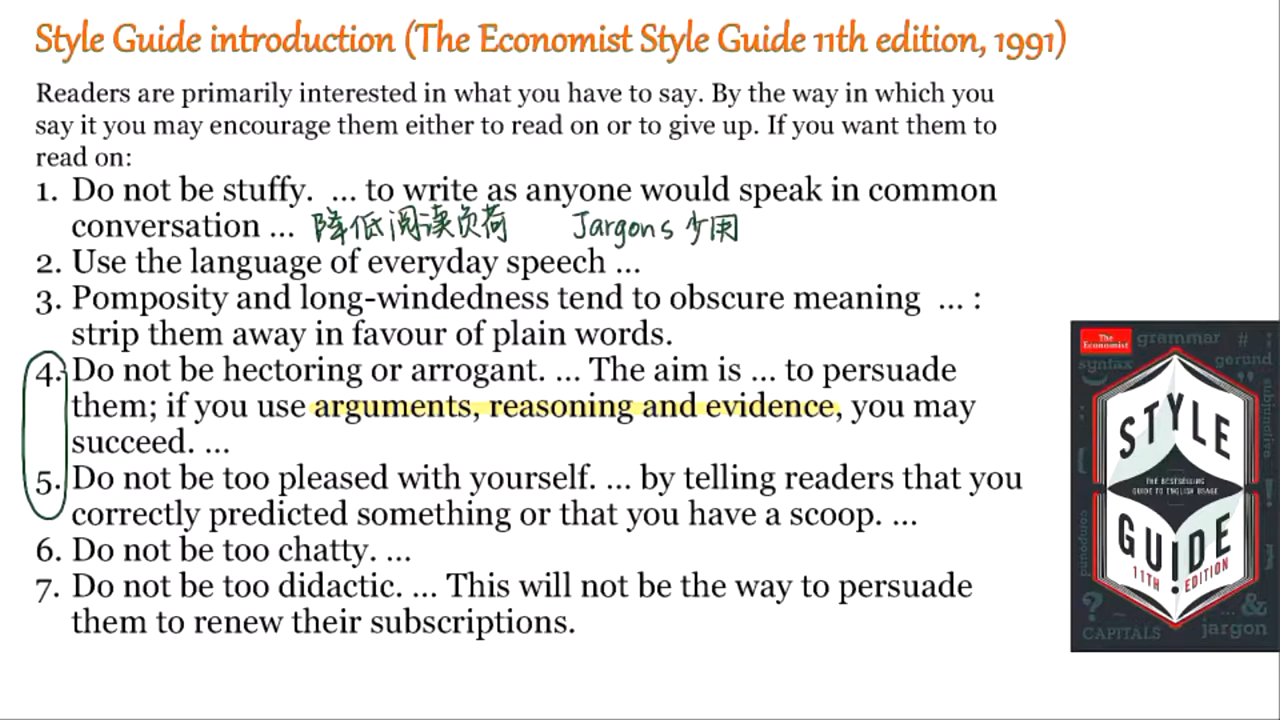 Style Guide introduction (The Economist Style Guide 11th edition, 1991)
Readers are primarily interested in what you have to say. By the way in which you
say it you may encourage them either to read on or to give up. If you want them to
read on:
1. Do not be stuffy. ... to write as anyone would speak in common
conversation ... 降低阅读负荷 Jargons 少用
2. Use the language of everyday speech ...
3. Pomposity and long-windedness tend to obscure meaning ... :
strip them away in favour of plain words.
4. Do not be hectoring or arrogant. ... The aim is ... to persuade
them; if you use arguments, reasoning and evidence, you may
succeed. ...
5. Do not be too pleased with yourself. ... by telling readers that you
correctly predicted something or that you have a scoop. ...
6. Do not be too chatty. ...
7. Do not be too didactic. ... This will not be the way to persuade
them to renew their subscriptions.
The
Economist
grammar #
syntax
gerund
subjunctive
STYLE
THE BESTSELLING
GUIDE TO ENGLISH USAGE
GUIDE
11TH EDITION
compound
? ... &
CAPITALS jargon